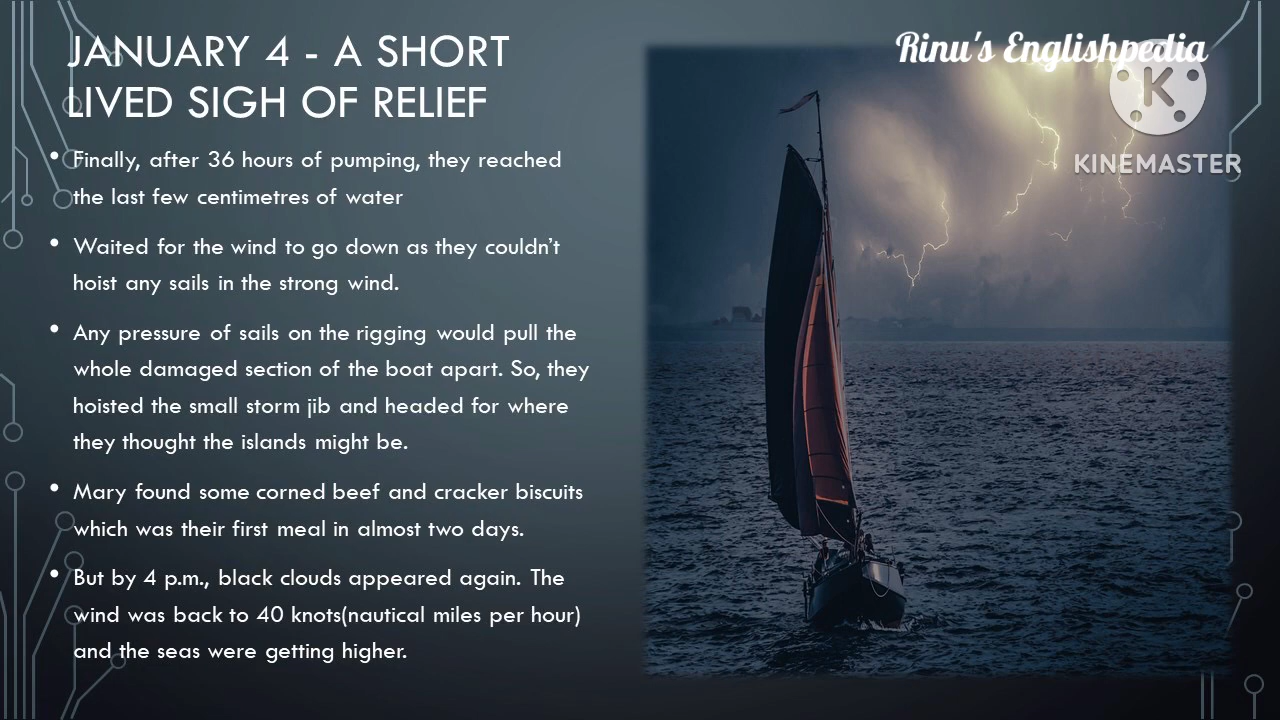 JANUARY 4 - A SHORT
LIVED SIGH OF RELIEF
Rinu's Englishpedia
K
KINEMASTER
• Finally, after 36 hours of pumping, they reached
the last few centimetres of water
• Waited for the wind to go down as they couldn’t
hoist any sails in the strong wind.
• Any pressure of sails on the rigging would pull the
whole damaged section of the boat apart. So, they
hoisted the small storm jib and headed for where
they thought the islands might be.
• Mary found some corned beef and cracker biscuits
which was their first meal in almost two days.
• But by 4 p.m., black clouds appeared again. The
wind was back to 40 knots(nautical miles per hour)
and the seas were getting higher.